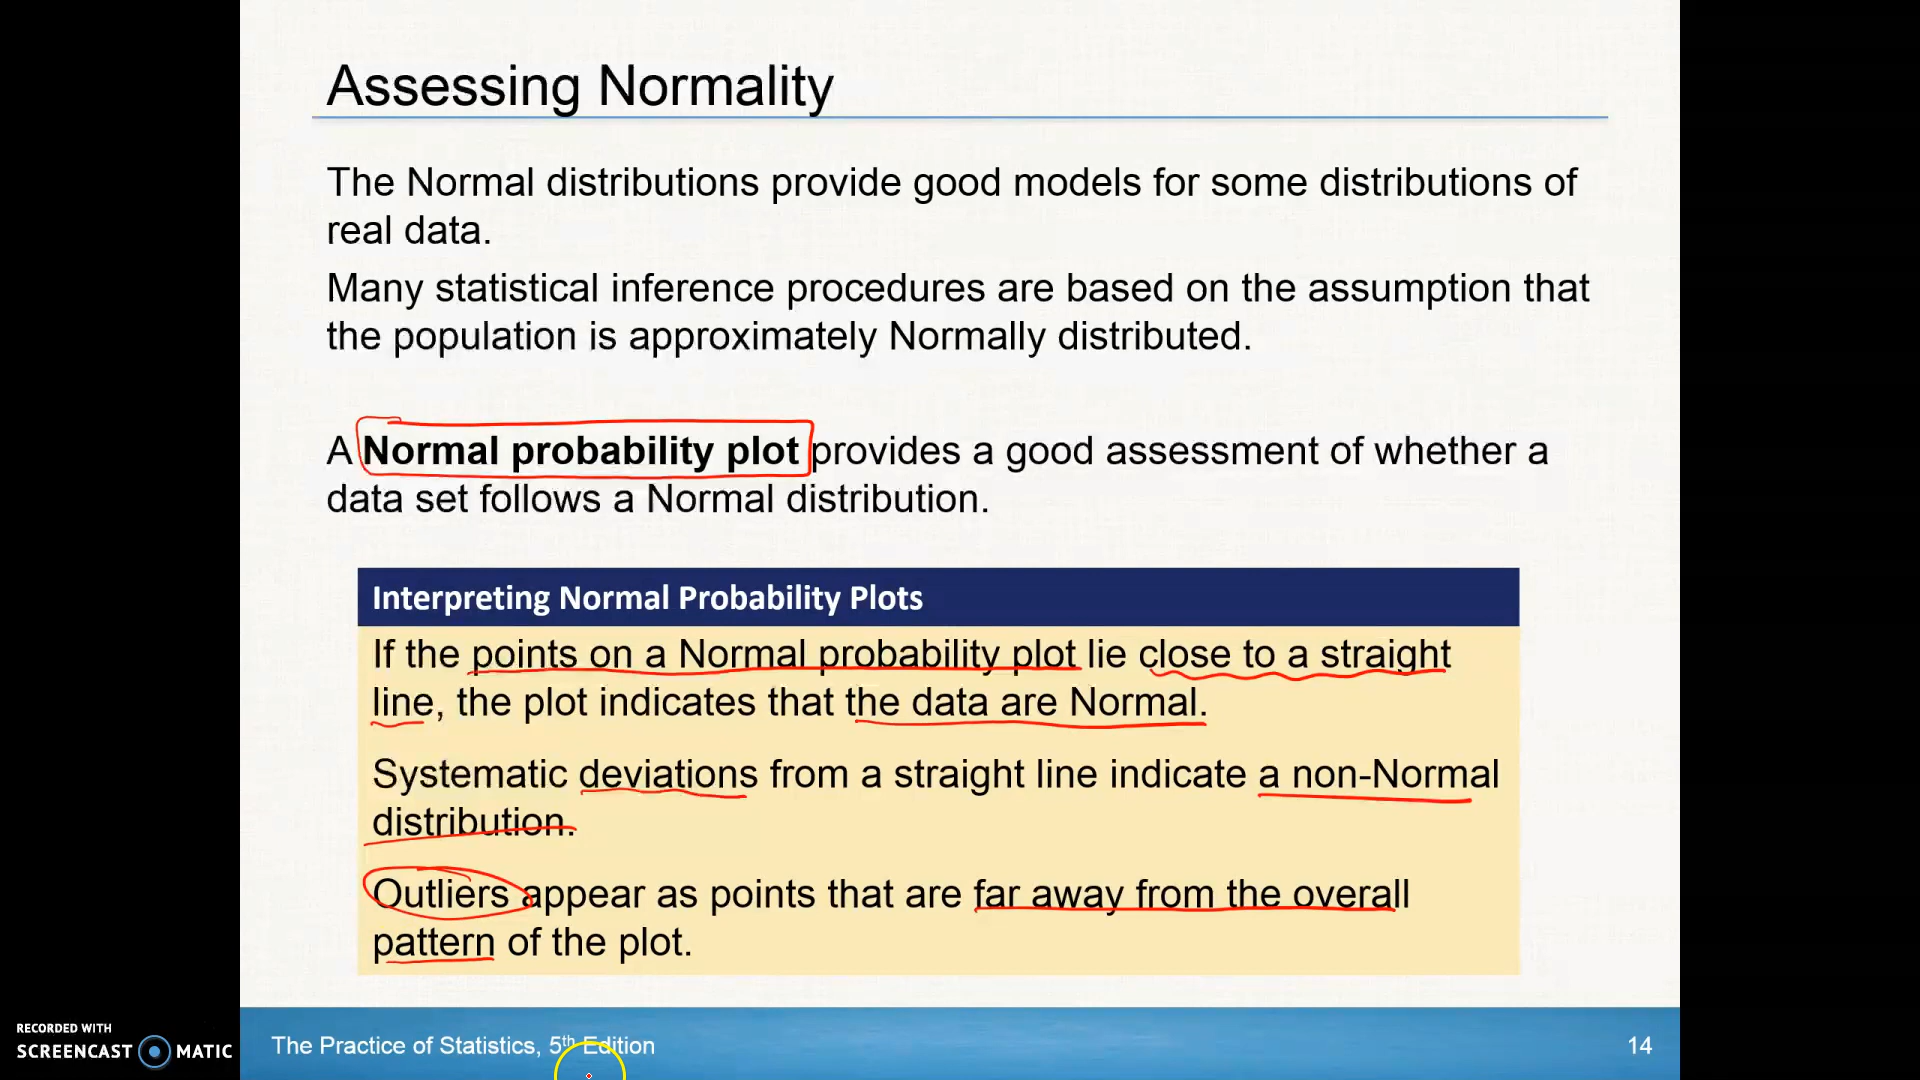 Assessing Normality
The Normal distributions provide good models for some distributions of
real data.
Many statistical inference procedures are based on the assumption that
the population is approximately Normally distributed.
A Normal probability plot provides a good assessment of whether a
data set follows a Normal distribution.
Interpreting Normal Probability Plots
If the points on a Normal probability plot lie close to a straight
line, the plot indicates that the data are Normal.
Systematic deviations from a straight line indicate a non-Normal
distribution.
Outliers appear as points that are far away from the overall
pattern of the plot.
RECORDED WITH
SCREENCAST MATIC
The Practice of Statistics, 5th Edition
14